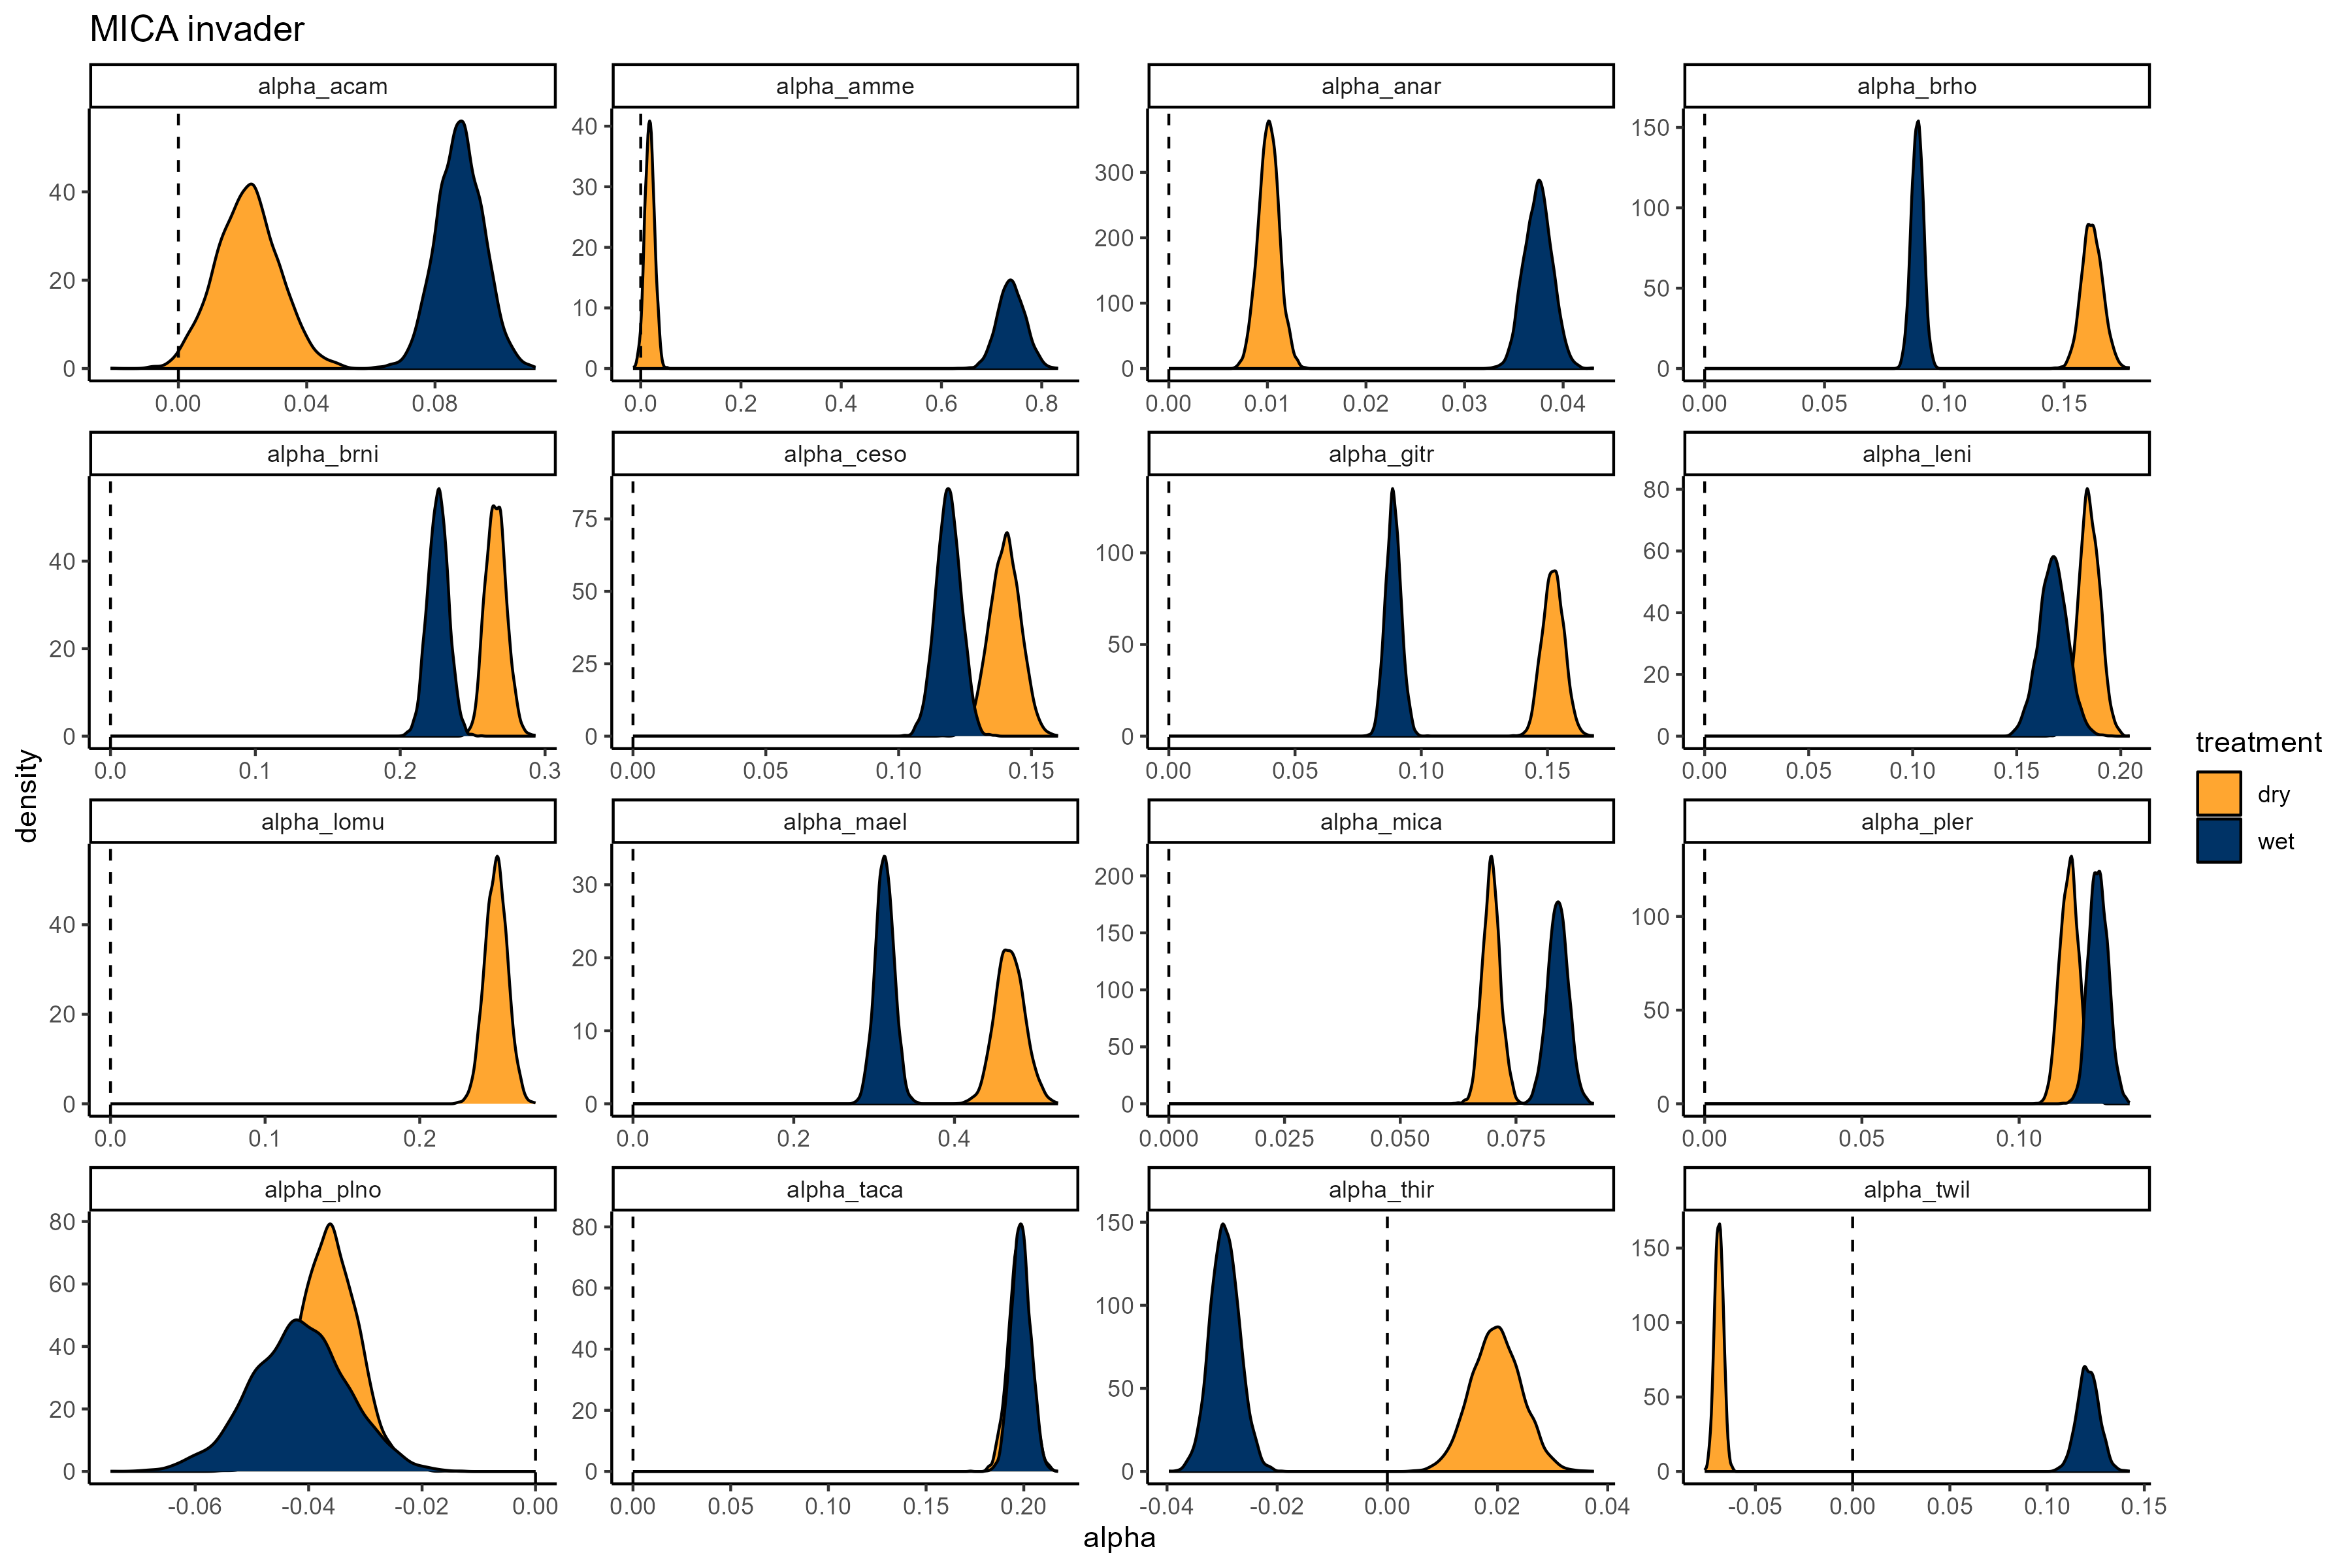 MICA invader
alpha_acam alpha_amme alpha_anar alpha_brho
40 20 0
40 30 20 10 0
300 200 100 0
150 100 50 0
0.00 0.04 0.08
0.0 0.2 0.4 0.6 0.8
0.00 0.01 0.02 0.03 0.04
0.00 0.05 0.10 0.15
alpha_brni alpha_ceso alpha_gitr alpha_leni
40 20 0
75 50 25 0
100 50 0
80 60 40 20 0
0.0 0.1 0.2 0.3
0.00 0.05 0.10 0.15
0.00 0.05 0.10 0.15
0.00 0.05 0.10 0.15 0.20
alpha_lomu alpha_mael alpha_mica alpha_pler
40 20 0
30 20 10 0
200 150 100 50 0
100 50 0
0.0 0.1 0.2
0.0 0.2 0.4
0.000 0.025 0.050 0.075
0.00 0.05 0.10
alpha_plno alpha_taca alpha_thir alpha_twil
80 60 40 20 0
80 60 40 20 0
150 100 50 0
150 100 50 0
-0.06 -0.04 -0.02 0.00
0.00 0.05 0.10 0.15 0.20
-0.04 -0.02 0.00 0.02 0.04
-0.05 0.00 0.05 0.10 0.15
density
alpha
treatment
dry
wet